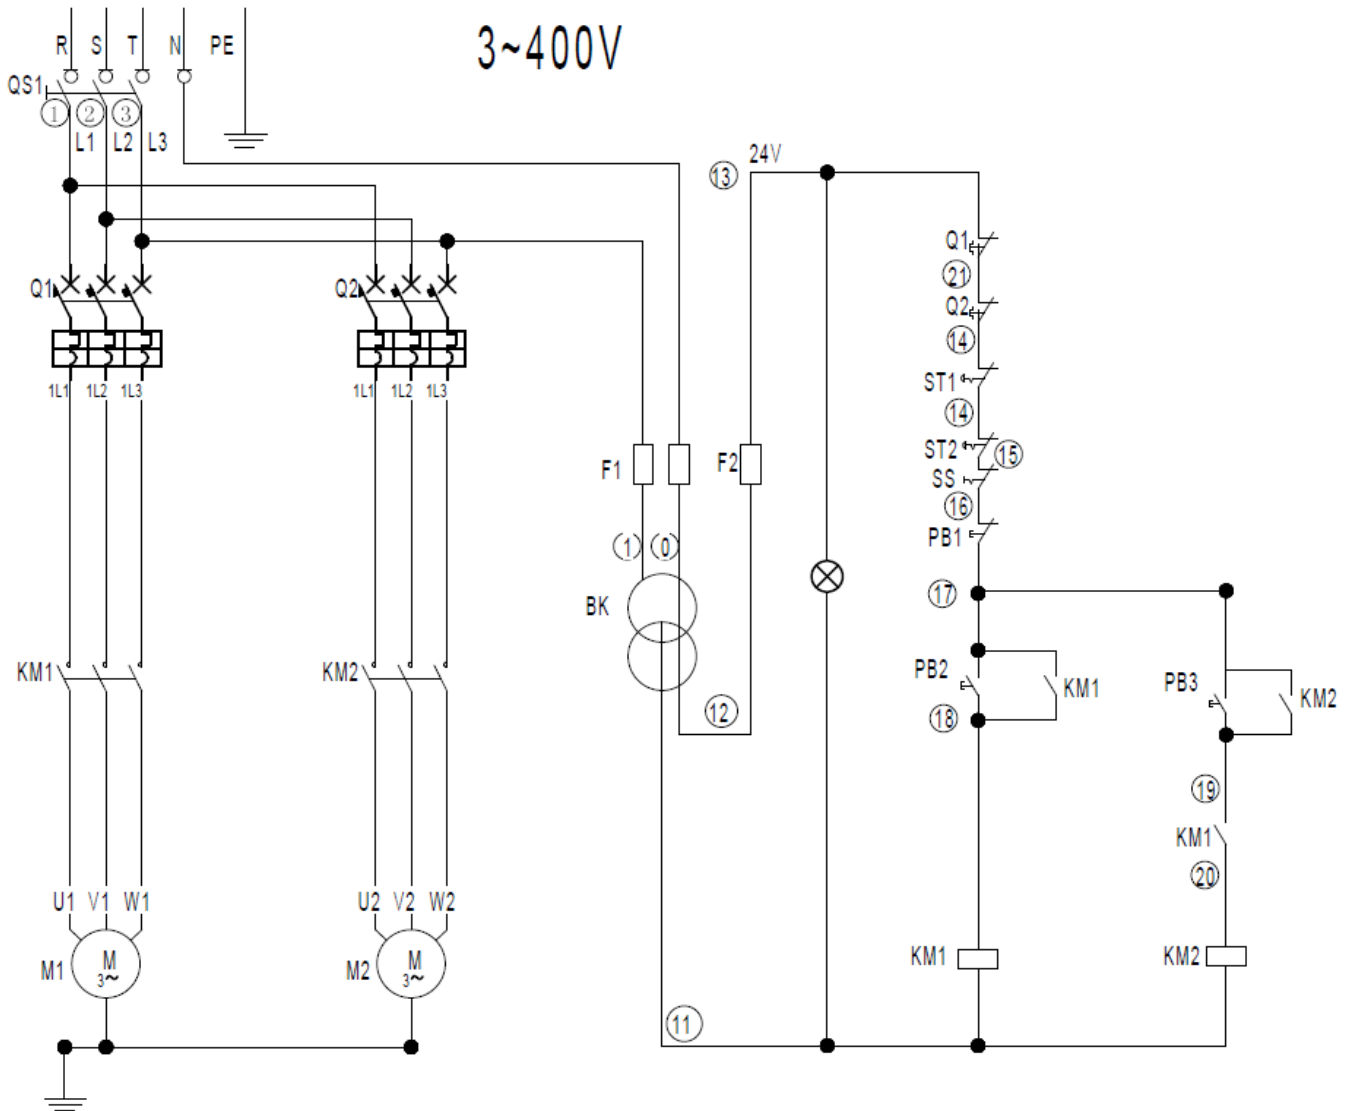 3~400V
R S T N PE
QS1
1 2 3
L1 L2 L3
24V
13
Q1
21
Q1 Q2
Q2
14
ST1
1L1 1L2 1L3 1L1 1L2 1L3
14
ST2 15
F1 F2
SS
16
PB1
(1) (0)
BK
17
KM1 KM2
PB2 KM1
PB3 KM2
12 18
19
KM1
20
U1 V1 W1 U2 V2 W2
M1 M 3~
M2 M 3~
KM1 KM2
11